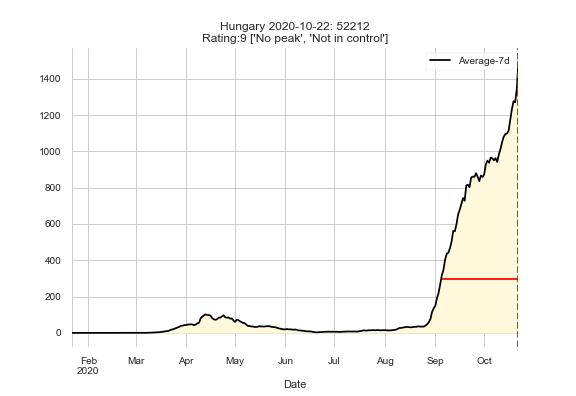 Hungary 2020-10-22: 52212
Rating:9 ['No peak', 'Not in control']
Average-7d
1400
1200
1000
800
600
400
200
0
Feb Mar Apr May Jun Jul Aug Sep Oct
2020
Date